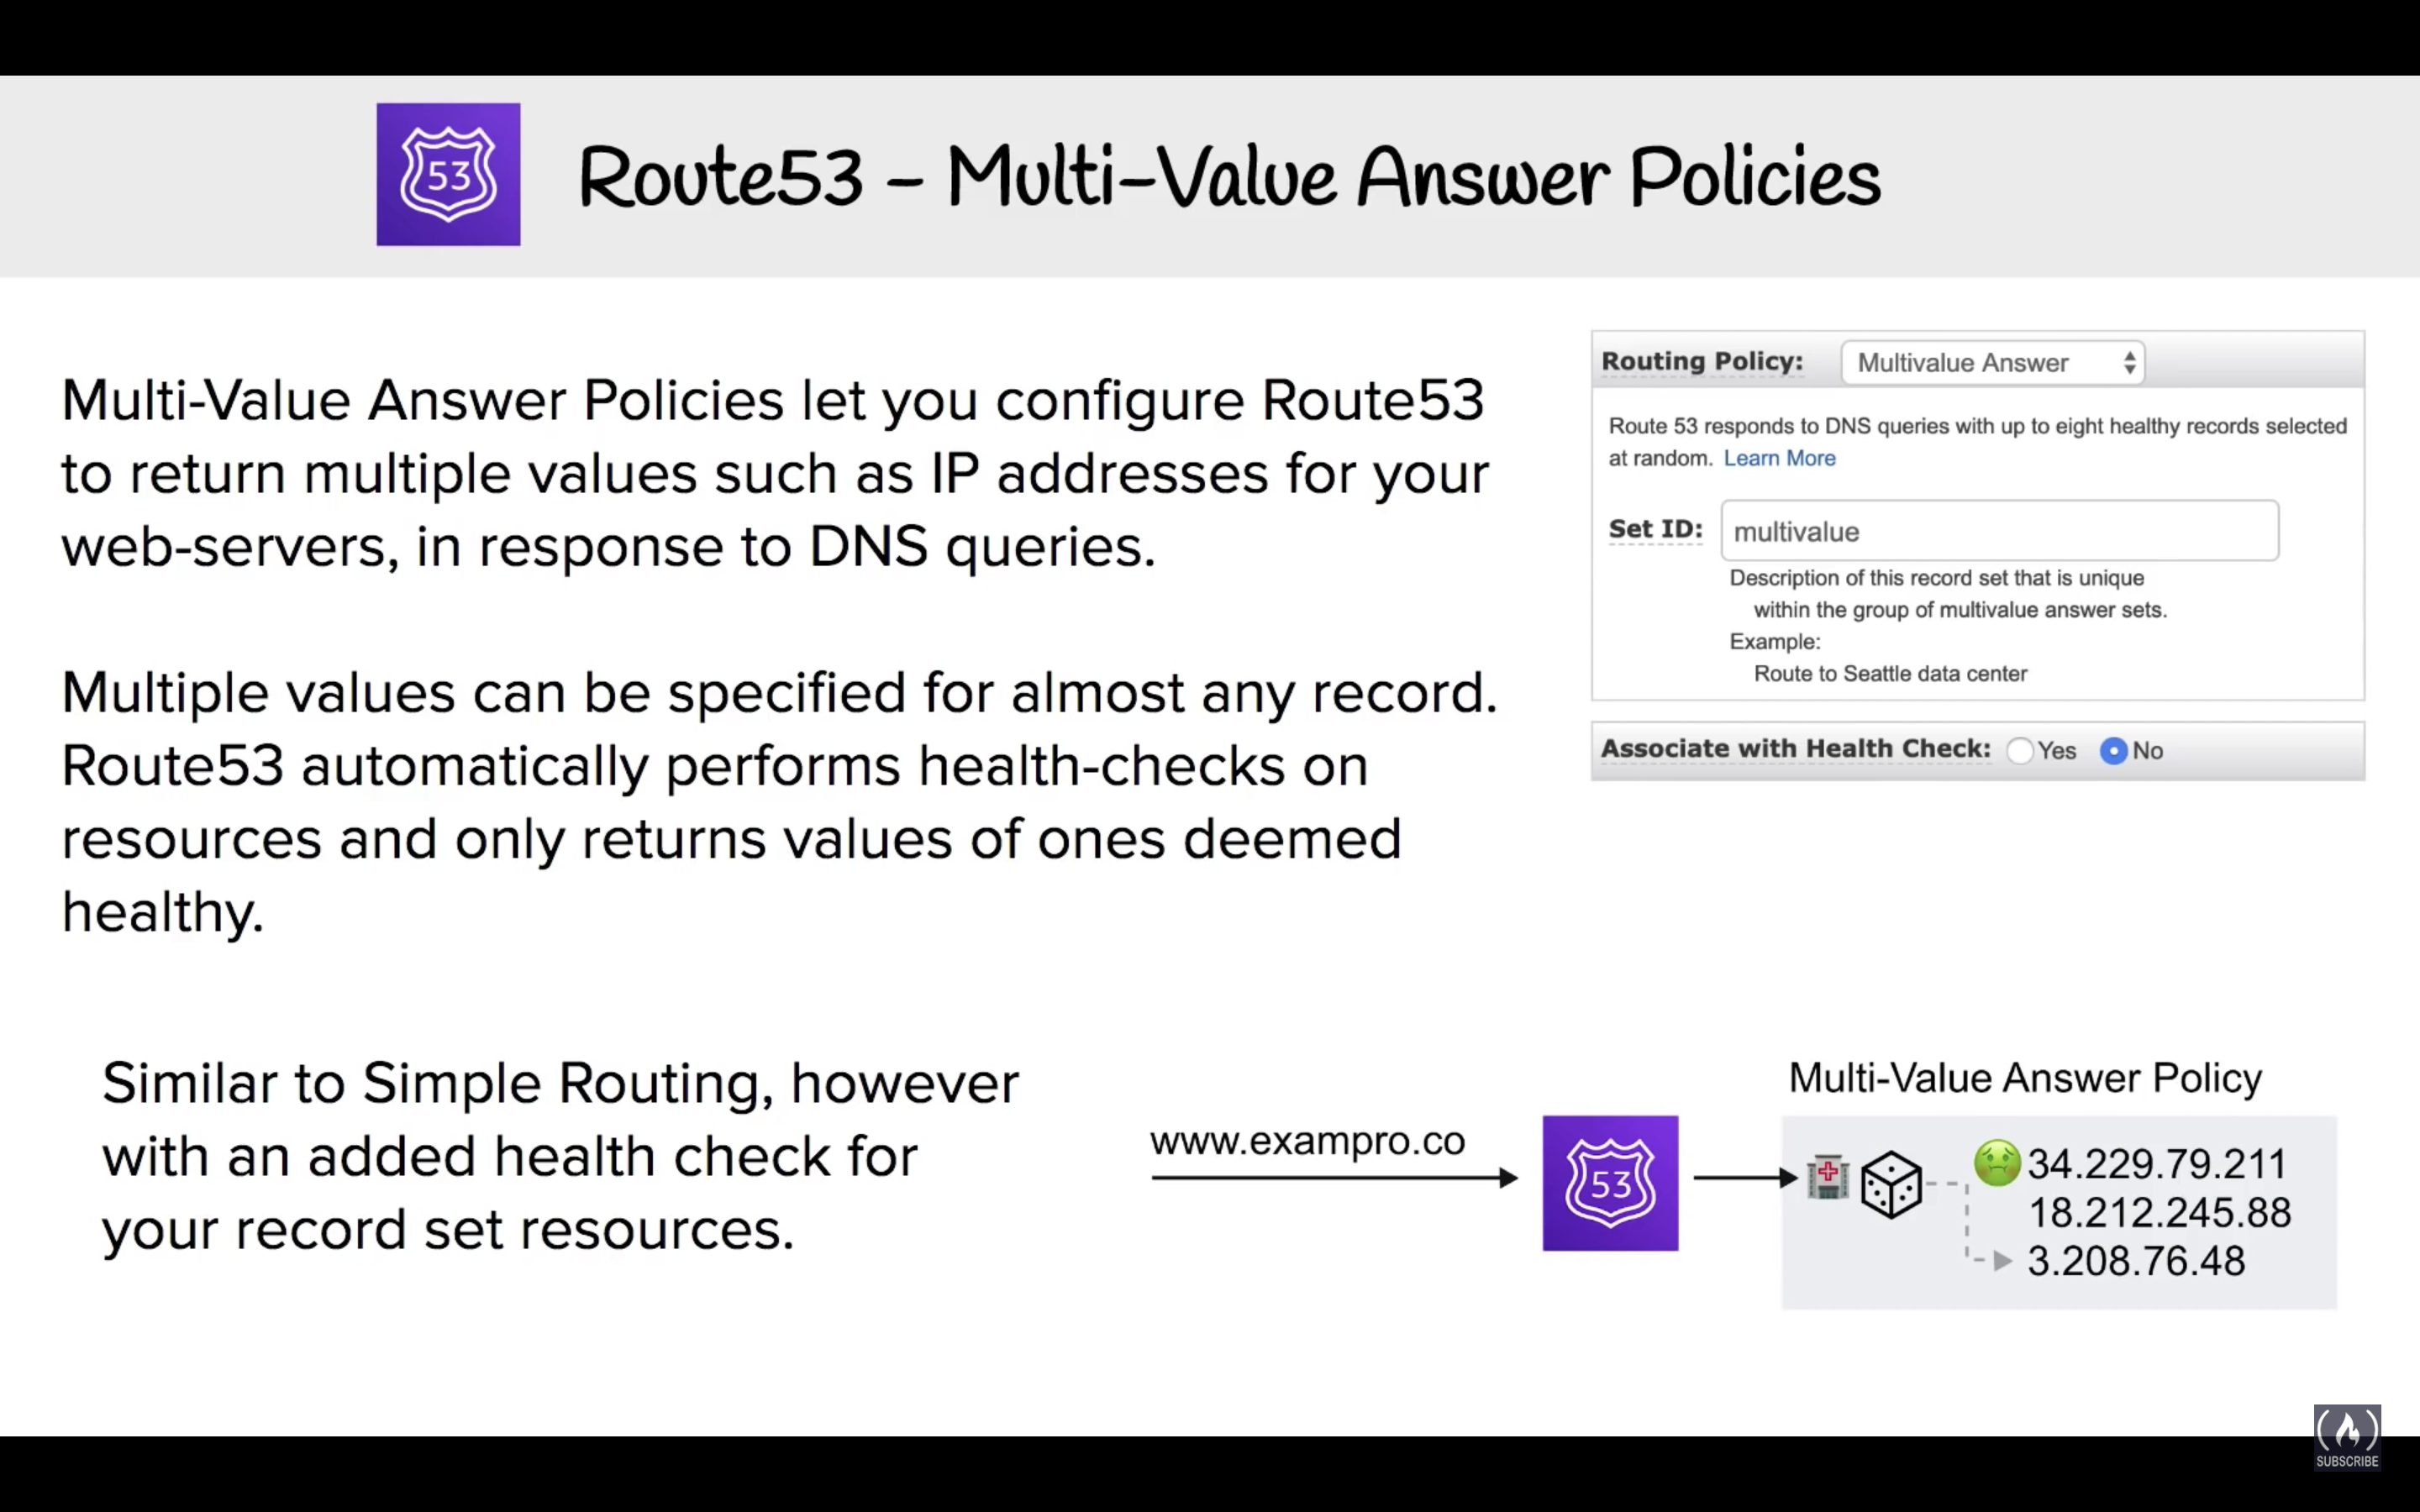 53
Route53 – Multi-Value Answer Policies
Multi-Value Answer Policies let you configure Route53
to return multiple values such as IP addresses for your
web-servers, in response to DNS queries.
Multiple values can be specified for almost any record.
Route53 automatically performs health-checks on
resources and only returns values of ones deemed
healthy.
Routing Policy: Multivalue Answer
Route 53 responds to DNS queries with up to eight healthy records selected
at random. Learn More
Set ID: multivalue
Description of this record set that is unique
within the group of multivalue answer sets.
Example:
Route to Seattle data center
Associate with Health Check: Yes No
Similar to Simple Routing, however
with an added health check for
your record set resources.
www.exampro.co
53
Multi-Value Answer Policy
34.229.79.211
18.212.245.88
3.208.76.48
SUBSCRIBE